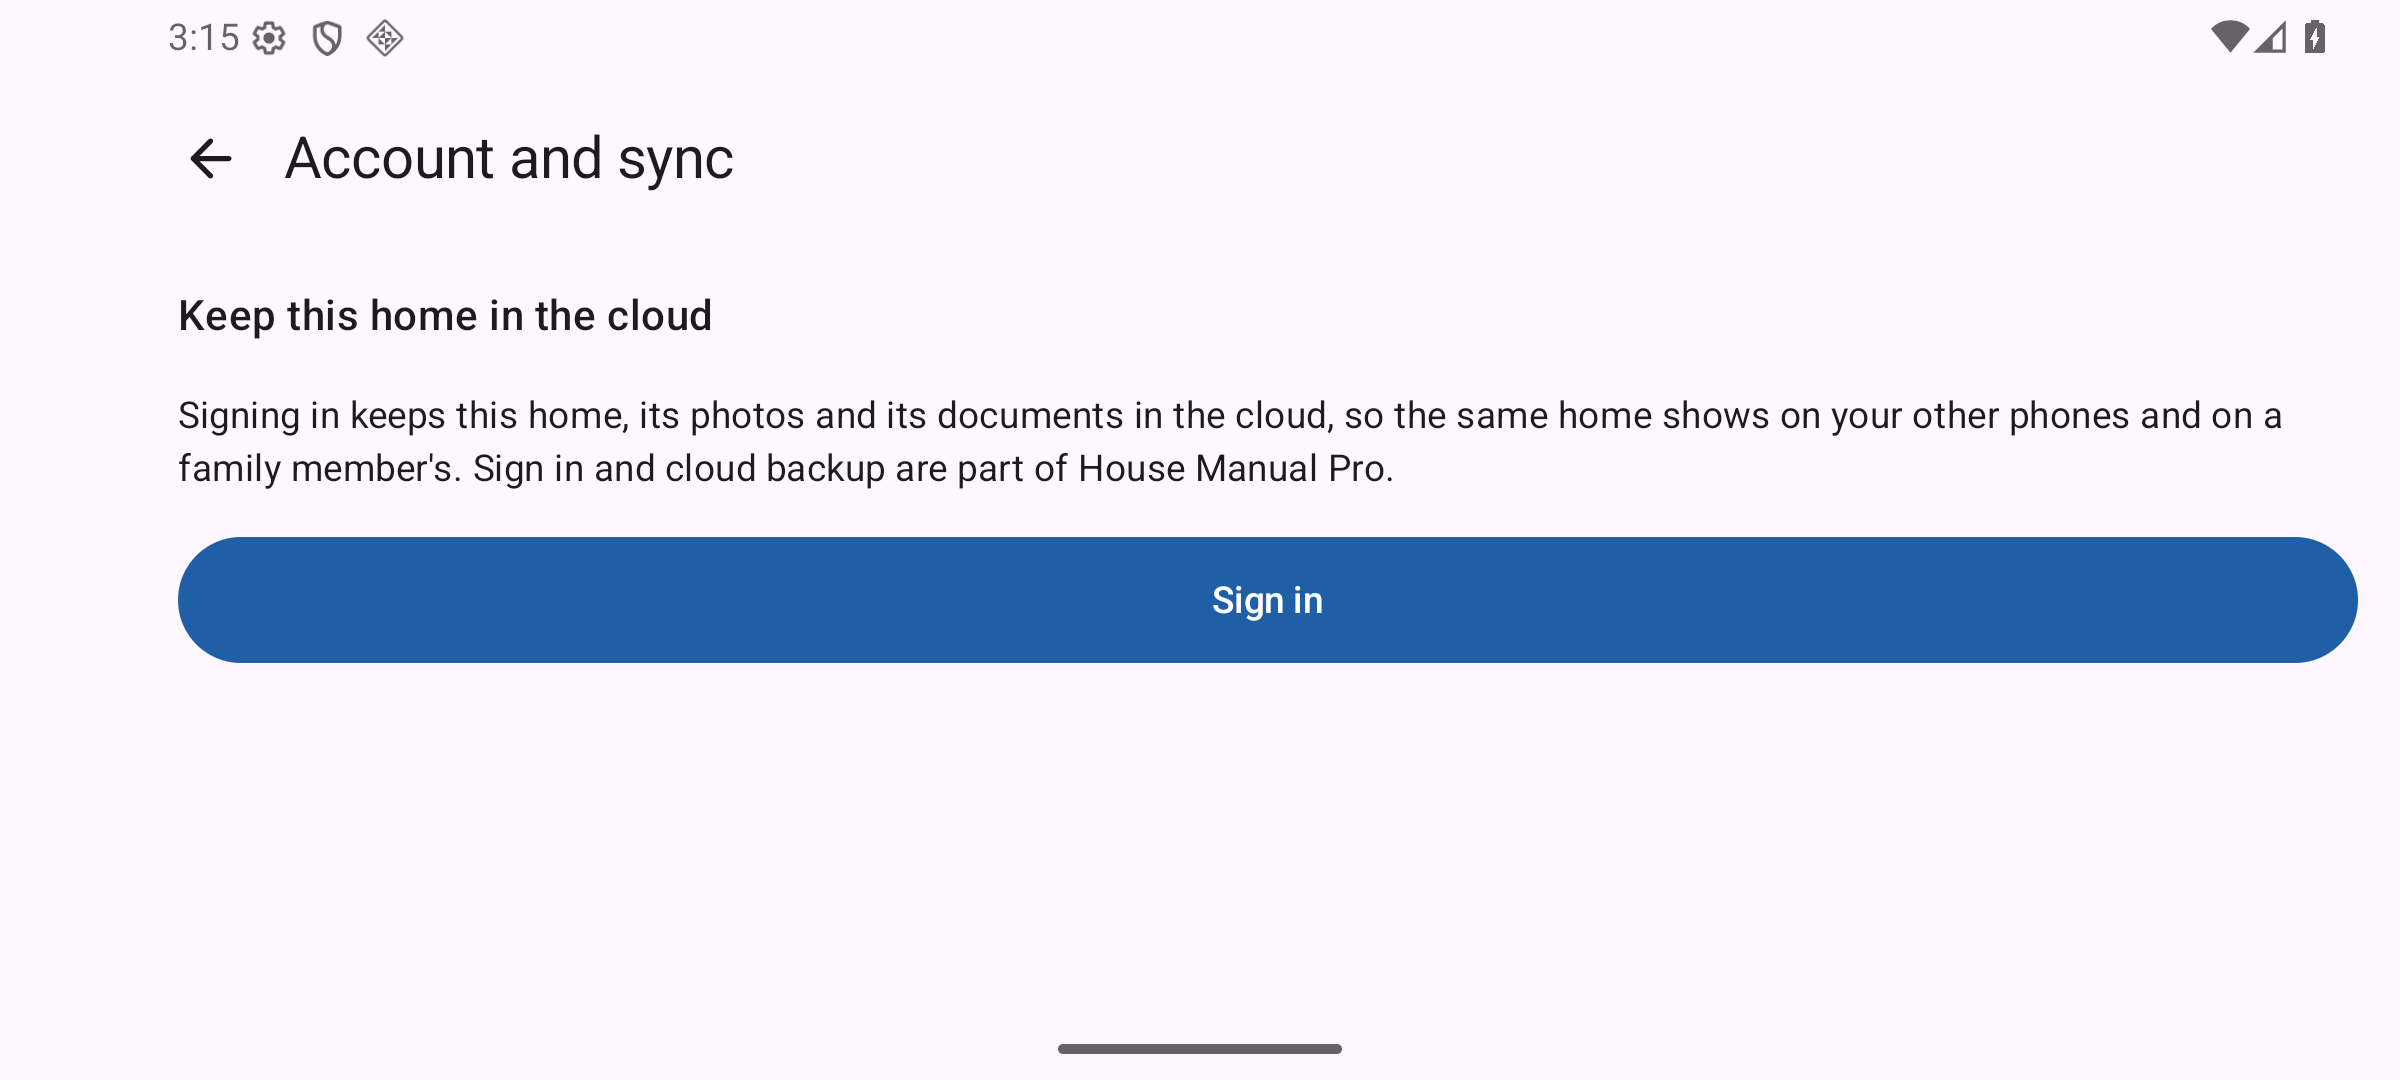 3:15
Account and sync
Keep this home in the cloud
Signing in keeps this home, its photos and its documents in the cloud, so the same home shows on your other phones and on a
family member's. Sign in and cloud backup are part of House Manual Pro.
Sign in